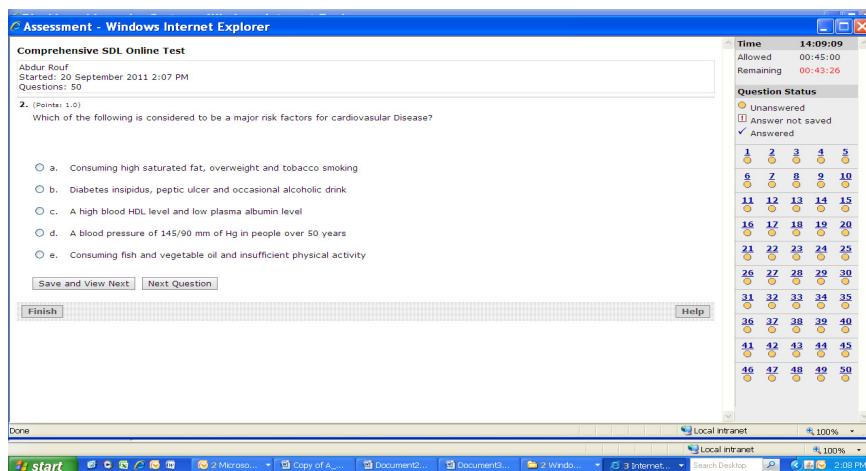 Assessment - Windows Internet Explorer
Comprehensive SDL Online Test
Abdur Rouf
Started: 20 September 2011 2:07 PM
Questions: 50
2. (Points: 1.0)
Which of the following is considered to be a major risk factors for cardiovasular Disease?
a. Consuming high saturated fat, overweight and tobacco smoking
b. Diabetes insipidus, peptic ulcer and occasional alcoholic drink
c. A high blood HDL level and low plasma albumin level
d. A blood pressure of 145/90 mm of Hg in people over 50 years
e. Consuming fish and vegetable oil and insufficient physical activity
Save and View Next Next Question
Finish Help
Time 14:09:09
Allowed 00:45:00
Remaining 00:43:26
Question Status
Unanswered
Answer not saved
Answered
1 2 3 4 5
6 7 8 9 10
11 12 13 14 15
16 17 18 19 20
21 22 23 24 25
26 27 28 29 30
31 32 33 34 35
36 37 38 39 40
41 42 43 44 45
46 47 48 49 50
Done Local intranet 100%
Local intranet 100%
start 2 Microso... Copy of A_... Document2... Document3... 2 Windo... 3 Internet... Search Desktop 2:08 PM